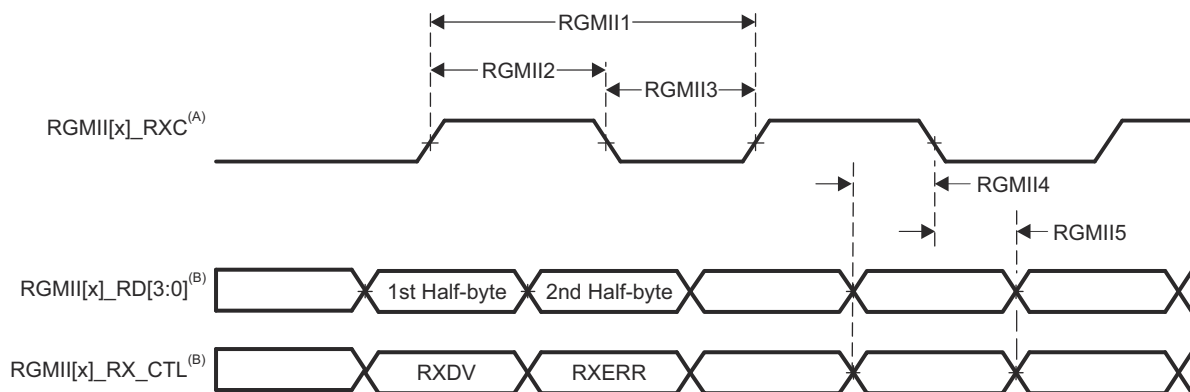 RGMII1
RGMII2
RGMII3
RGMII[x]_RXC(A)
RGMII4
RGMII5
RGMII[x]_RD[3:0](B)
1st Half-byte
2nd Half-byte
RGMII[x]_RX_CTL(B)
RXDV
RXERR